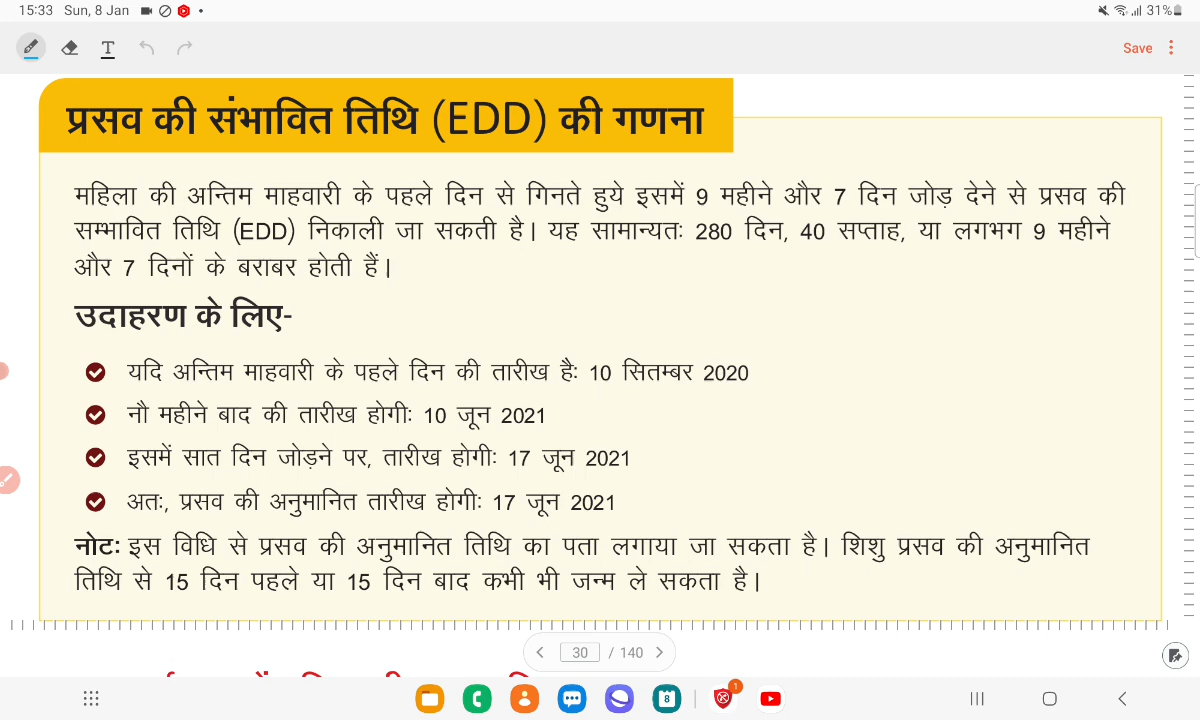 15:33 Sun, 8 Jan
31%
T
Save
प्रसव की संभावित तिथि (EDD) की गणना
महिला की अन्तिम माहवारी के पहले दिन से गिनते हुये इसमें 9 महीने और 7 दिन जोड़ देने से प्रसव की
सम्भावित तिथि (EDD) निकाली जा सकती है। यह सामान्यतः 280 दिन, 40 सप्ताह, या लगभग 9 महीने
और 7 दिनों के बराबर होती हैं।
उदाहरण के लिए-
यदि अन्तिम माहवारी के पहले दिन की तारीख हैः 10 सितम्बर 2020
नौ महीने बाद की तारीख होगीः 10 जून 2021
इसमें सात दिन जोड़ने पर, तारीख होगीः 17 जून 2021
अतः, प्रसव की अनुमानित तारीख होगीः 17 जून 2021
नोटः इस विधि से प्रसव की अनुमानित तिथि का पता लगाया जा सकता है। शिशु प्रसव की अनुमानित
तिथि से 15 दिन पहले या 15 दिन बाद कभी भी जन्म ले सकता है।
30 / 140
8
1